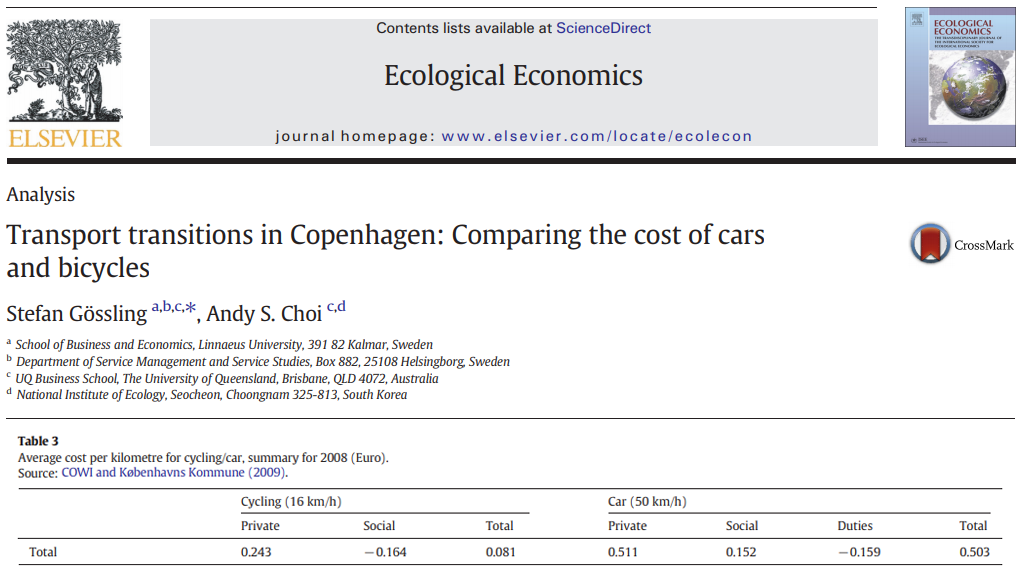 Contents lists available at ScienceDirect
Ecological Economics
journal homepage: www.elsevier.com/locate/ecolecon
ELSEVIER
ECOLOGICAL
ECONOMICS
Analysis
Transport transitions in Copenhagen: Comparing the cost of cars
and bicycles
CrossMark
Stefan Gössling a,b,c,*, Andy S. Choi c,d
a School of Business and Economics, Linnaeus University, 391 82 Kalmar, Sweden
b Department of Service Management and Service Studies, Box 882, 25108 Helsingborg, Sweden
c UQ Business School, The University of Queensland, Brisbane, QLD 4072, Australia
d National Institute of Ecology, Seocheon, Choongnam 325-813, South Korea
Table 3
Average cost per kilometre for cycling/car, summary for 2008 (Euro).
Source: COWI and Københavns Kommune (2009).
Cycling (16 km/h) Car (50 km/h)
Private Social Total Private Social Duties Total
Total 0.243 −0.164 0.081 0.511 0.152 −0.159 0.503